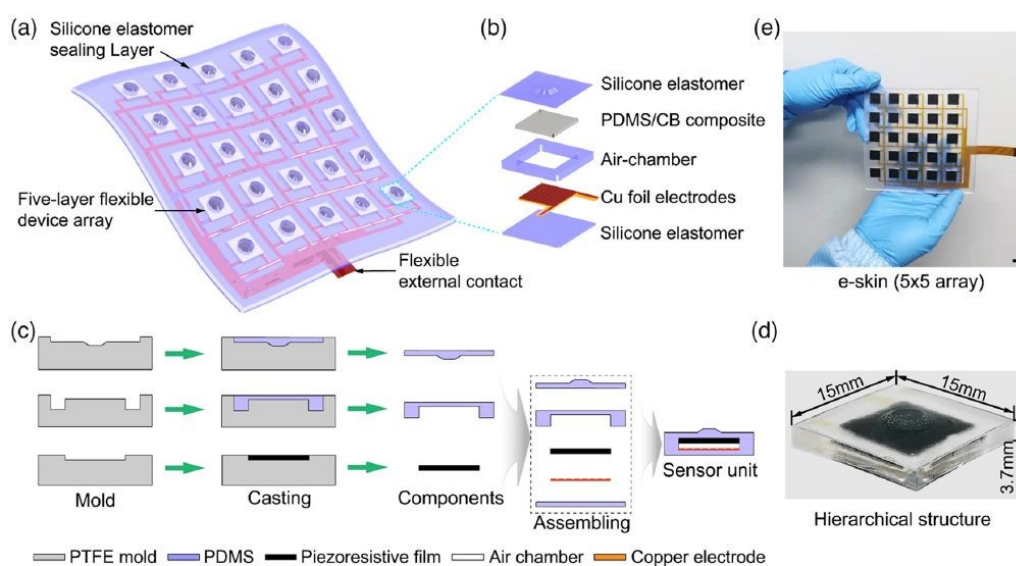 (a)
Silicone elastomer
sealing Layer
Five-layer flexible
device array
Flexible
external contact
(b)
Silicone elastomer
PDMS/CB composite
Air-chamber
Cu foil electrodes
Silicone elastomer
(e)
e-skin (5x5 array)
(c)
Mold
Casting
Components
Assembling
Sensor unit
(d)
15mm
15mm
3.7mm
Hierarchical structure
PTFE mold
PDMS
Piezoresistive film
Air chamber
Copper electrode